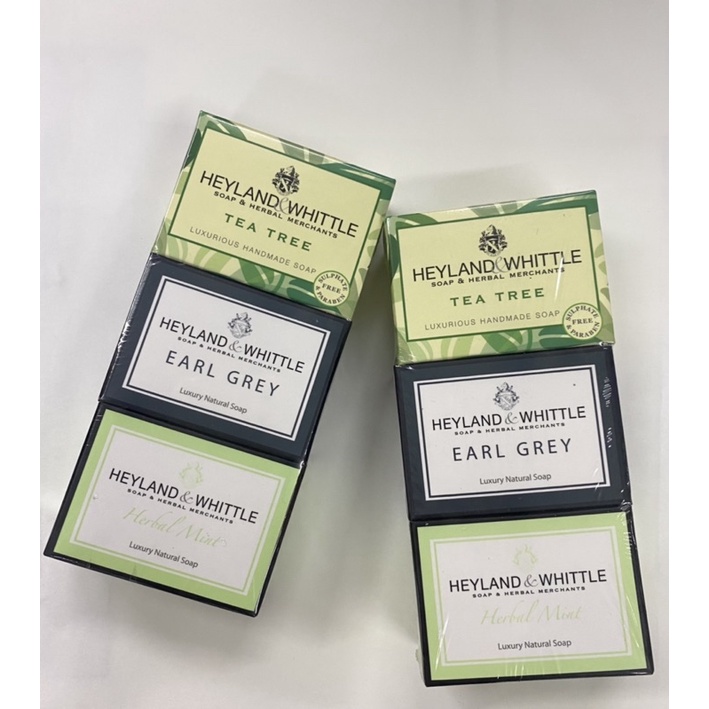 HEYLAND & WHITTLE
SOAP & HERBAL MERCHANTS
TEA TREE
LUXURIOUS HANDMADE SOAP
SULPHATE
FREE
& PARABEN
HEYLAND & WHITTLE
SOAP & HERBAL MERCHANTS
EARL GREY
Luxury Natural Soap
HEYLAND & WHITTLE
SOAP & HERBAL MERCHANTS
Herbal Mint
Luxury Natural Soap
HEYLAND & WHITTLE
SOAP & HERBAL MERCHANTS
TEA TREE
LUXURIOUS HANDMADE SOAP
SULPHATE
FREE
& PARABEN
HEYLAND & WHITTLE
SOAP & HERBAL MERCHANTS
EARL GREY
Luxury Natural Soap
HEYLAND & WHITTLE
SOAP & HERBAL MERCHANTS
Herbal Mint
Luxury Natural Soap